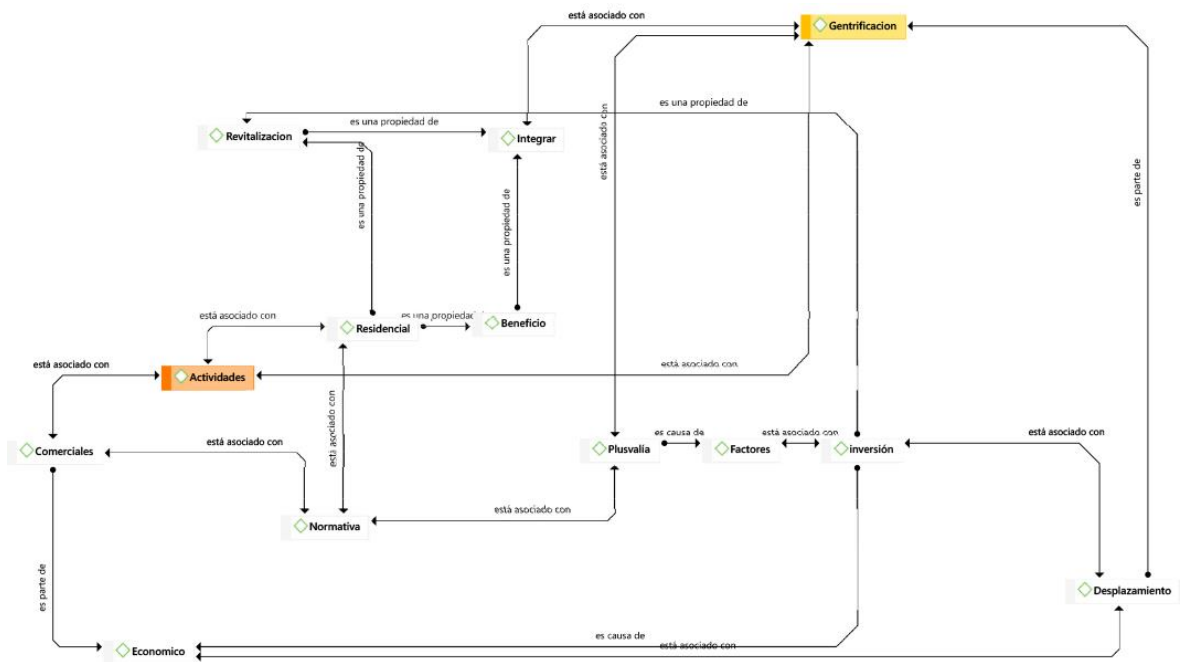 está asociado con
Gentrificacion
es una propiedad de
está asociado con
Revitalizacion
es una propiedad de
Integrar
es una propiedad de
es una propiedad de
es parte de
está asociado con
Residencial
es una propiedad
Beneficio
está asociado con
Actividades
está asociado con
está asociado con
Comerciales
está asociado con
Plusvalía
es causa de
Factores
está asociado con
inversión
está asociado con
está asociado con
Normativa
está asociado con
es parte de
Desplazamiento
Economico
es causa de
está asociado con